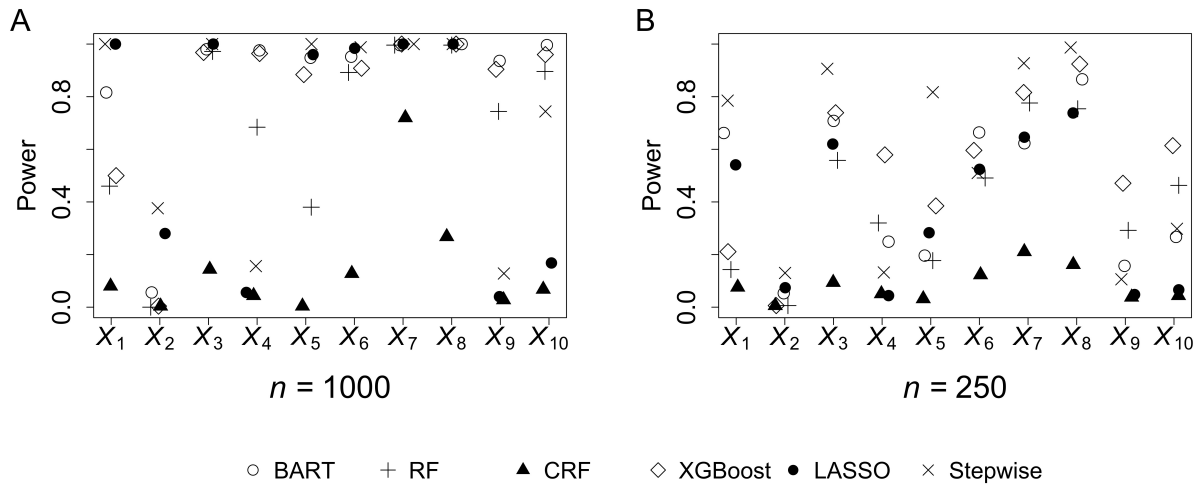 A
B
Power
0.8
0.4
0.0
X1 X2 X3 X4 X5 X6 X7 X8 X9 X10
n = 1000
Power
0.8
0.4
0.0
X1 X2 X3 X4 X5 X6 X7 X8 X9 X10
n = 250
BART RF CRF XGBoost LASSO Stepwise